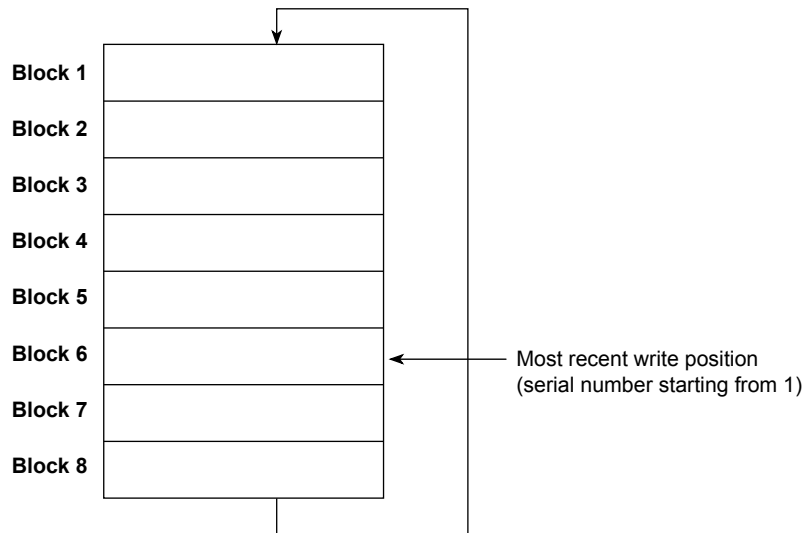 Block 1
Block 2
Block 3
Block 4
Block 5
Block 6
Most recent write position
(serial number starting from 1)
Block 7
Block 8